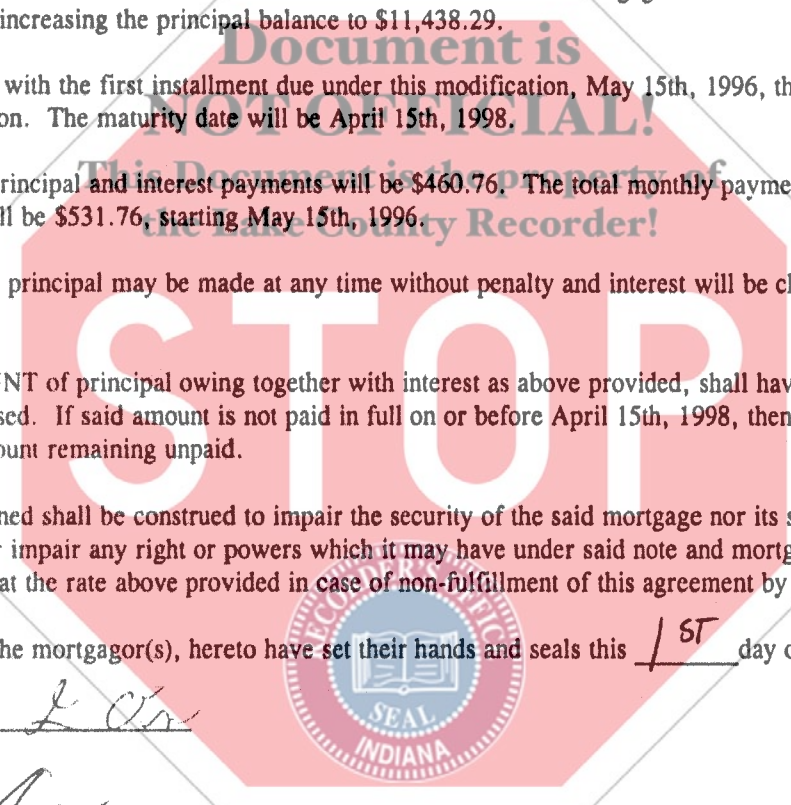 increasing the principal balance to $11,438.29.
Document is
with the first installment due under this modification, May 15th, 1996, th
NOT OFFICIAL!
on. The maturity date will be April 15th, 1998.
This Document is the property of
rincipal and interest payments will be $460.76. The total monthly payme
the Lake County Recorder!
ll be $531.76, starting May 15th, 1996.
principal may be made at any time without penalty and interest will be cl
STOP
NT of principal owing together with interest as above provided, shall hav
sed. If said amount is not paid in full on or before April 15th, 1998, then
ount remaining unpaid.
ned shall be construed to impair the security of the said mortgage nor its s
r impair any right or powers which it may have under said note and mortg
at the rate above provided in case of non-fulfillment of this agreement by
RECORDER'S OFFIC
he mortgagor(s), hereto have set their hands and seals this 1ST day o
SEAL
INDIANA